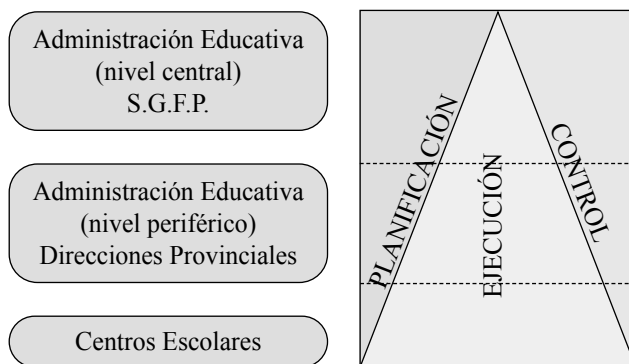 Administración Educativa
(nivel central)
S.G.F.P.
Administración Educativa
(nivel periférico)
Direcciones Provinciales
Centros Escolares
PLANIFICACIÓN
EJECUCIÓN
CONTROL